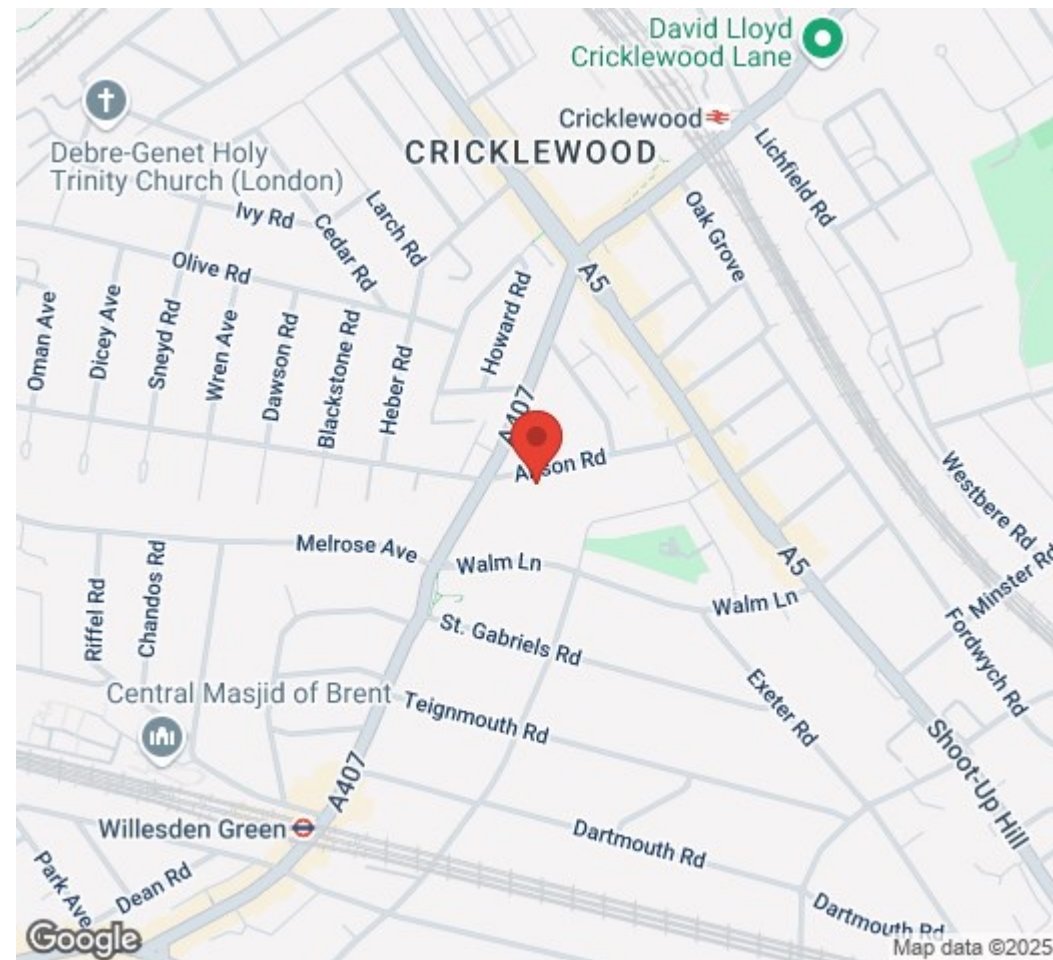 David Lloyd
Cricklewood Lane
Cricklewood
CRICKLEWOOD
Debre-Genet Holy
Trinity Church (London)
Lichfield Rd
Ivy Rd
Cedar Rd
Larch Rd
Oak Grove
Olive Rd
A5
Howard Rd
Oman Ave
Dicey Ave
Sneyd Rd
Wren Ave
Dawson Rd
Blackstone Rd
Heber Rd
A407
Rd
Westbere Rd
Melrose Ave
Walm Ln
A5
Minster Rd
Riffel Rd
Chandos Rd
Walm Ln
Fordwych Rd
St. Gabriels Rd
Exeter Rd
Central Masjid of Brent
Teignmouth Rd
Shoot-Up Hill
A407
Willesden Green
Dartmouth Rd
Park Ave
Dean Rd
Dartmouth Rd
Google
Map data ©2025